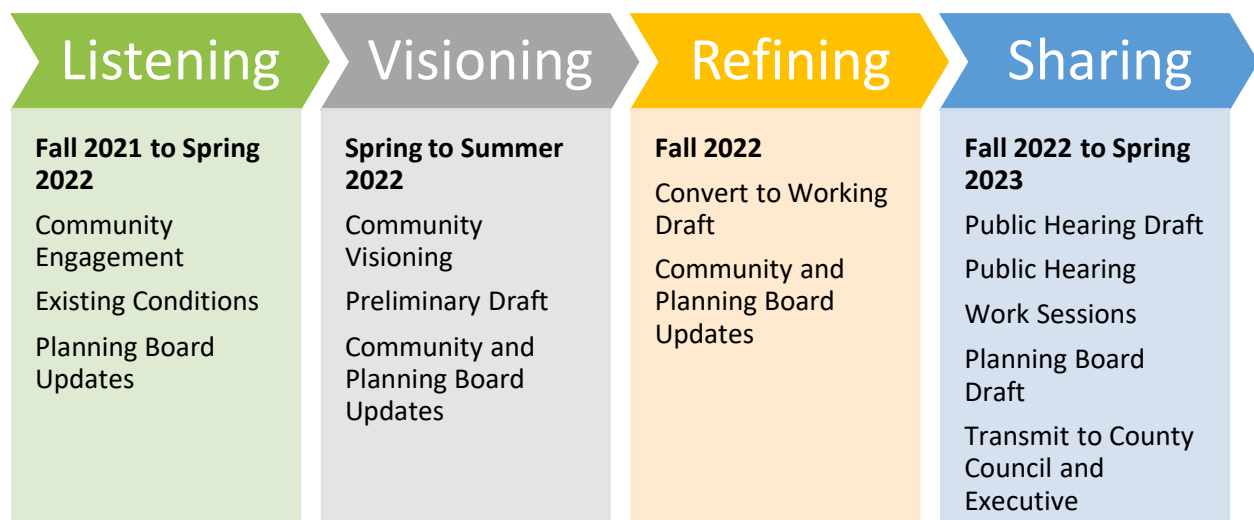 Listening
Fall 2021 to Spring
2022
Community
Engagement
Existing Conditions
Planning Board
Updates
Visioning
Spring to Summer
2022
Community
Visioning
Preliminary Draft
Community and
Planning Board
Updates
Refining
Fall 2022
Convert to Working
Draft
Community and
Planning Board
Updates
Sharing
Fall 2022 to Spring
2023
Public Hearing Draft
Public Hearing
Work Sessions
Planning Board
Draft
Transmit to County
Council and
Executive